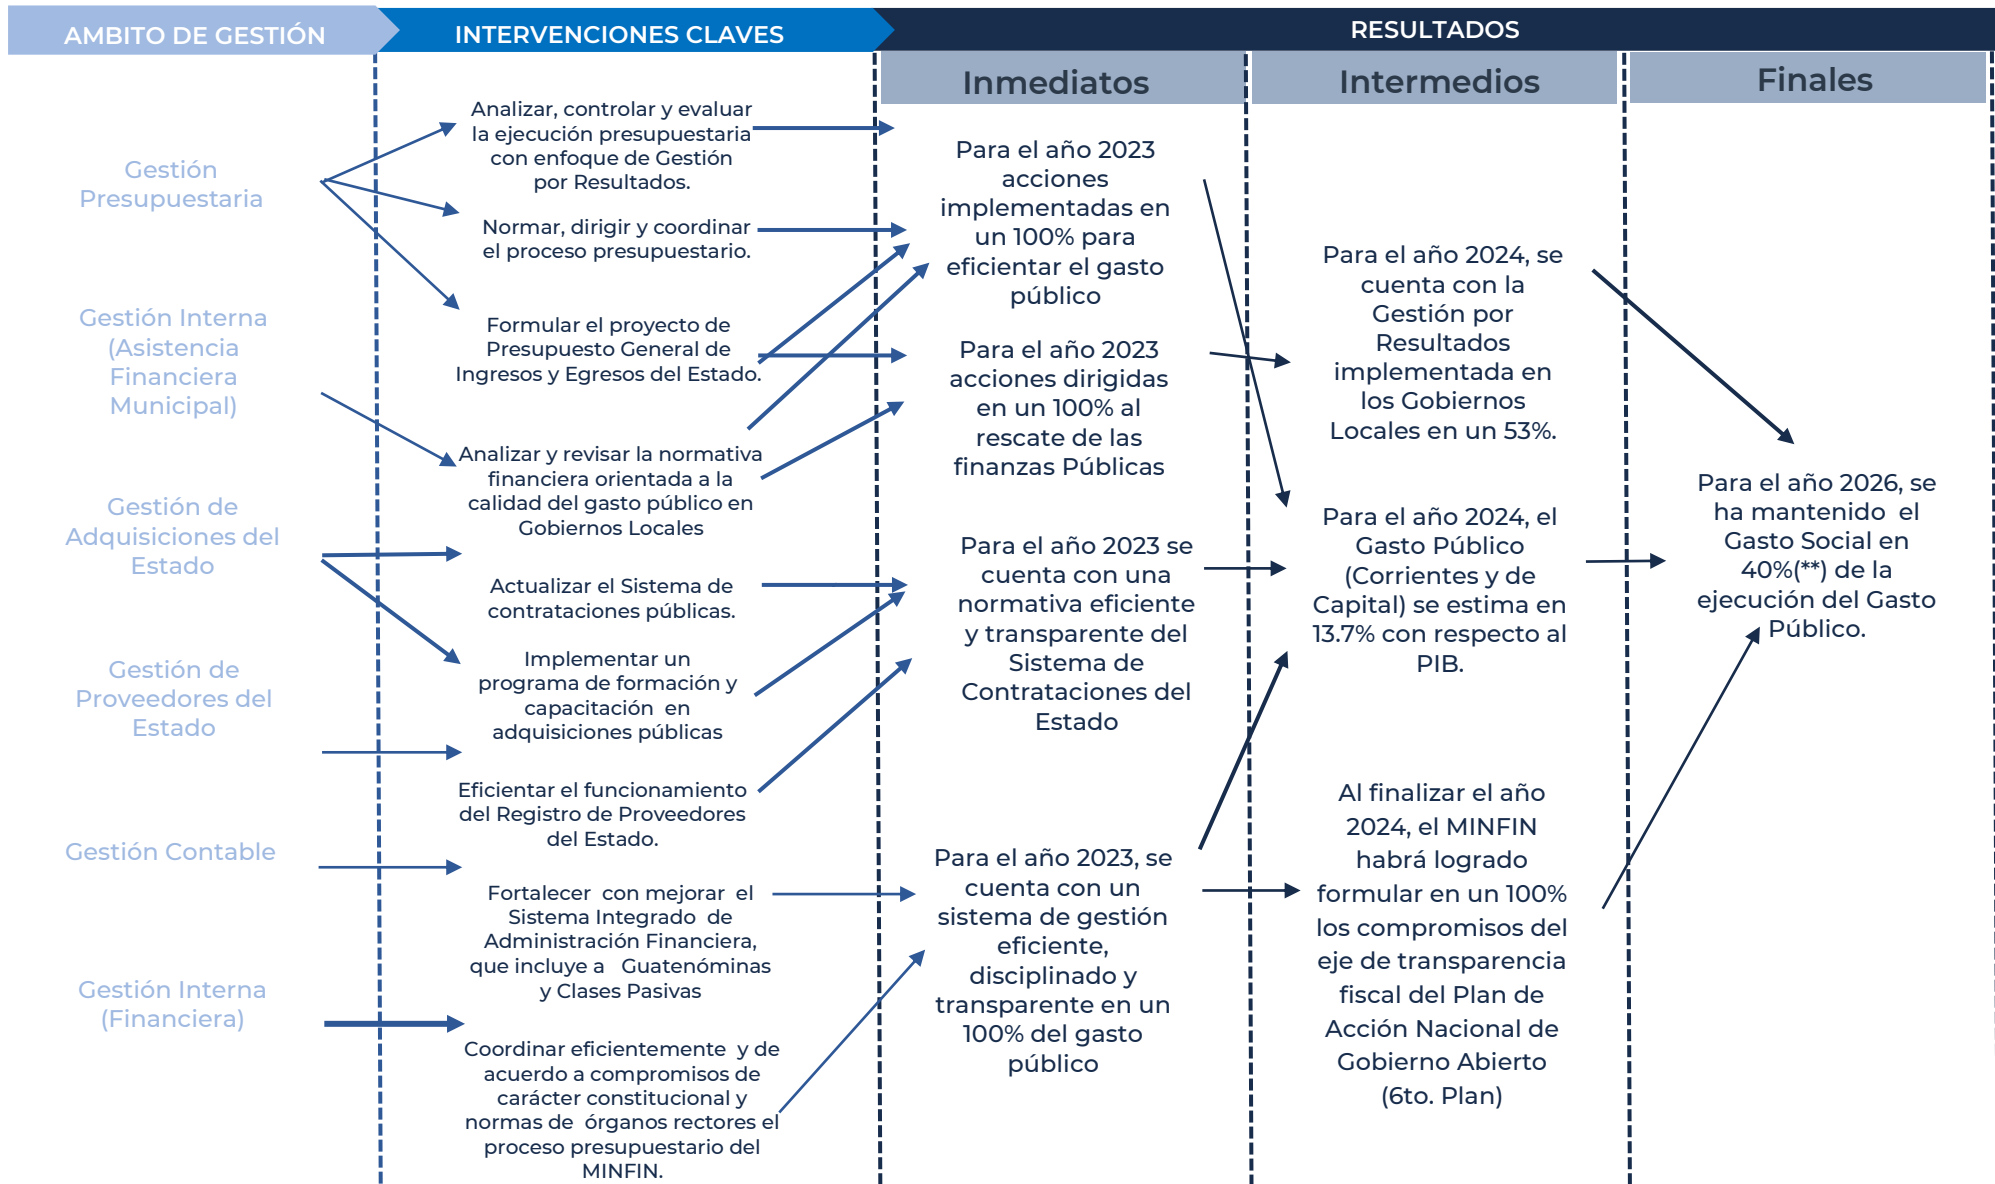 AMBITO DE GESTIÓN
INTERVENCIONES CLAVES
RESULTADOS
Inmediatos
Intermedios
Finales
Gestión
Presupuestaria
Gestión Interna
(Asistencia
Financiera
Municipal)
Gestión de
Adquisiciones del
Estado
Gestión de
Proveedores del
Estado
Gestión Contable
Gestión Interna
(Financiera)
Analizar, controlar y evaluar
la ejecución presupuestaria
con enfoque de Gestión
por Resultados.
Normar, dirigir y coordinar
el proceso presupuestario.
Formular el proyecto de
Presupuesto General de
Ingresos y Egresos del Estado.
Analizar y revisar la normativa
financiera orientada a la
calidad del gasto público en
Gobiernos Locales
Actualizar el Sistema de
contrataciones públicas.
Implementar un
programa de formación y
capacitación en
adquisiciones públicas
Eficientar el funcionamiento
del Registro de Proveedores
del Estado.
Fortalecer con mejorar el
Sistema Integrado de
Administración Financiera,
que incluye a Guatenóminas
y Clases Pasivas
Coordinar eficientemente y de
acuerdo a compromisos de
carácter constitucional y
normas de órganos rectores el
proceso presupuestario del
MINFIN.
Para el año 2023
acciones
implementadas en
un 100% para
eficientar el gasto
público
Para el año 2023
acciones dirigidas
en un 100% al
rescate de las
finanzas Públicas
Para el año 2023 se
cuenta con una
normativa eficiente
y transparente del
Sistema de
Contrataciones del
Estado
Para el año 2023, se
cuenta con un
sistema de gestión
eficiente,
disciplinado y
transparente en un
100% del gasto
público
Para el año 2024, se
cuenta con la
Gestión por
Resultados
implementada en
los Gobiernos
Locales en un 53%.
Para el año 2024, el
Gasto Público
(Corrientes y de
Capital) se estima en
13.7% con respecto al
PIB.
Al finalizar el año
2024, el MINFIN
habrá logrado
formular en un 100%
los compromisos del
eje de transparencia
fiscal del Plan de
Acción Nacional de
Gobierno Abierto
(6to. Plan)
Para el año 2026, se
ha mantenido el
Gasto Social en
40%(**) de la
ejecución del Gasto
Público.